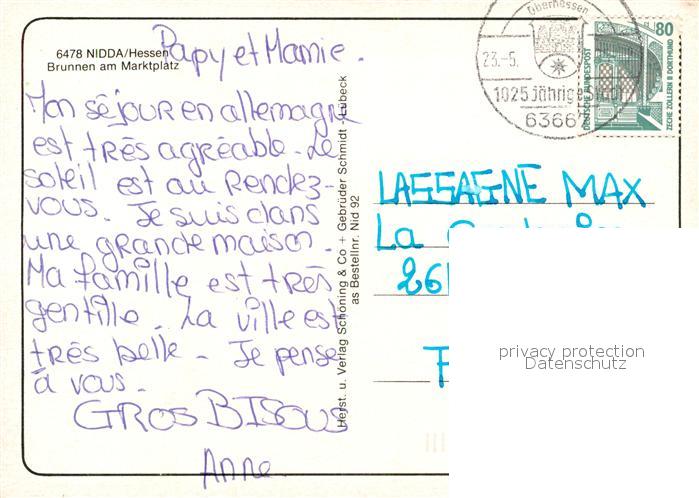 6478 NIDDA/Hessen
Brunnen am Marktplatz
Papy et Mamie.
Mon séjour en allemagne
est très agréable. Le
soleil est au Rendez-
vous. Je suis dans
une grande maison.
Ma famille est très
gentille. La ville est
très belle. Je pense
à vous.
GROS BISOUS
Anne
Herst. u. Verlag Schöning & Co + Gebrüder Schmidt - Lübeck
as Bestellnr. Nid 92
Oberhessen
23.-5.
1025 jährige
6366
80
DEUTSCHE BUNDESPOST
ZECHE ZOLLERN II DORTMUND
LASSAGNE MAX
La
26
F
privacy protection
Datenschutz